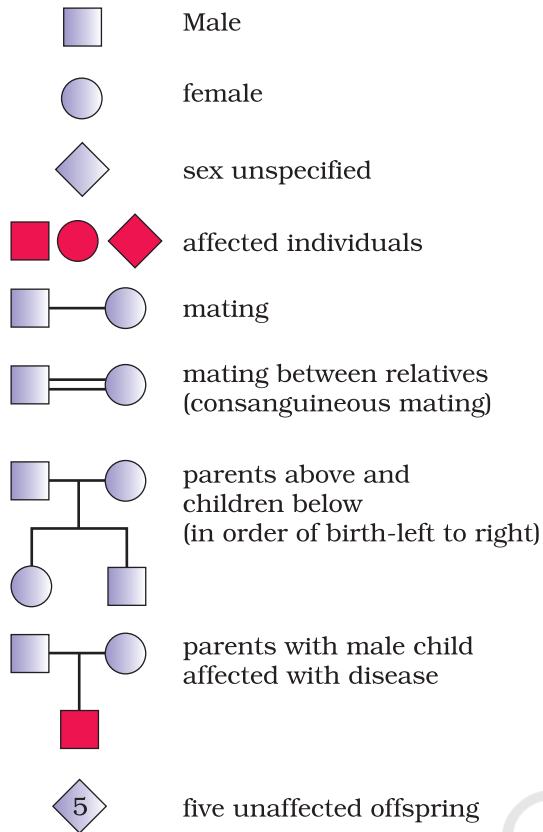 Male
female
sex unspecified
affected individuals
mating
mating between relatives
(consanguineous mating)
parents above and
children below
(in order of birth-left to right)
parents with male child
affected with disease
5 five unaffected offspring